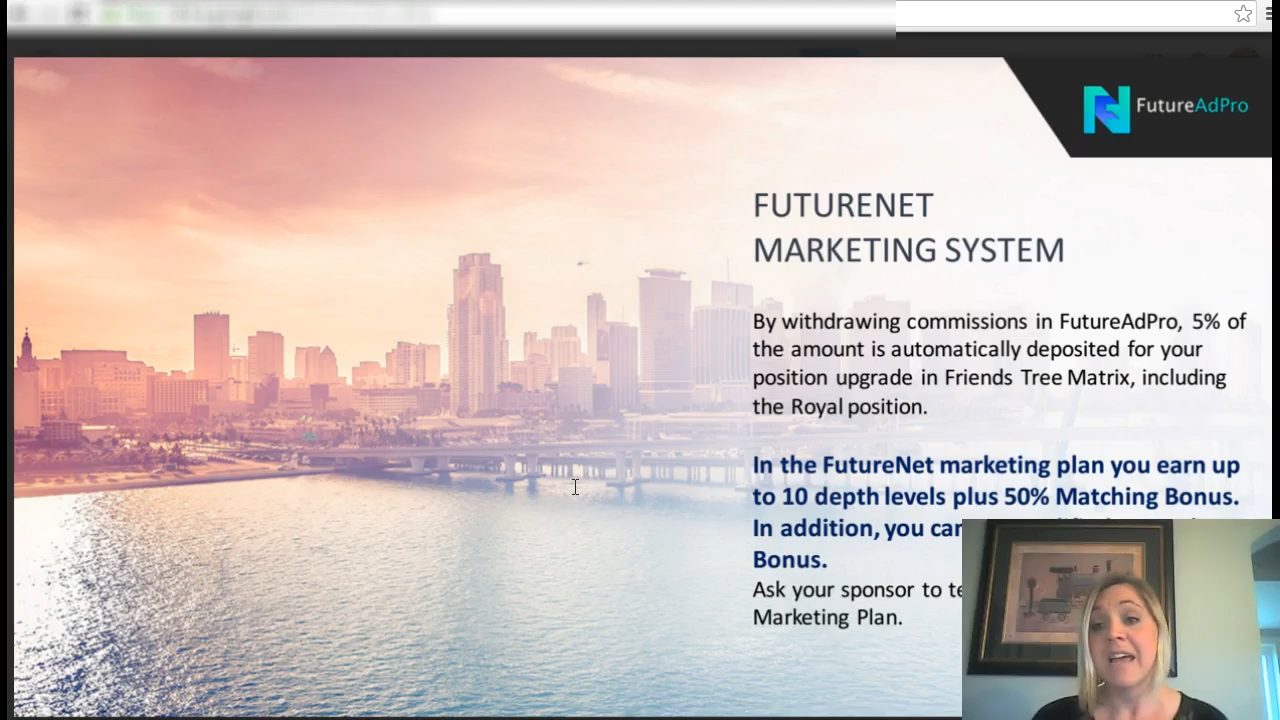 FutureAdPro
FUTURENET
MARKETING SYSTEM
By withdrawing commissions in FutureAdPro, 5% of
the amount is automatically deposited for your
position upgrade in Friends Tree Matrix, including
the Royal position.
In the FutureNet marketing plan you earn up
to 10 depth levels plus 50% Matching Bonus.
In addition, you can
Bonus.
Ask your sponsor to
Marketing Plan.